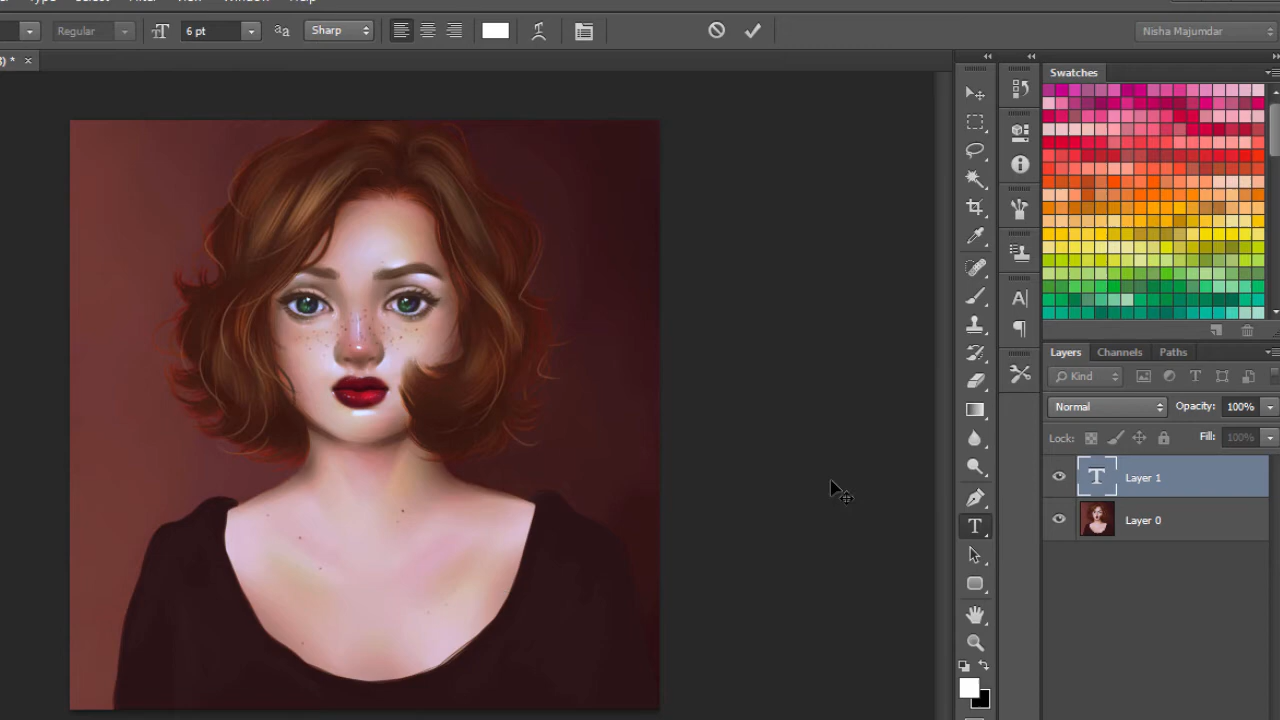 Regular
6 pt
aa
Sharp
Nisha Majumdar
) *
Swatches
Layers Channels Paths
Kind
Normal Opacity: 100%
Lock: Fill: 100%
T Layer 1
Layer 0